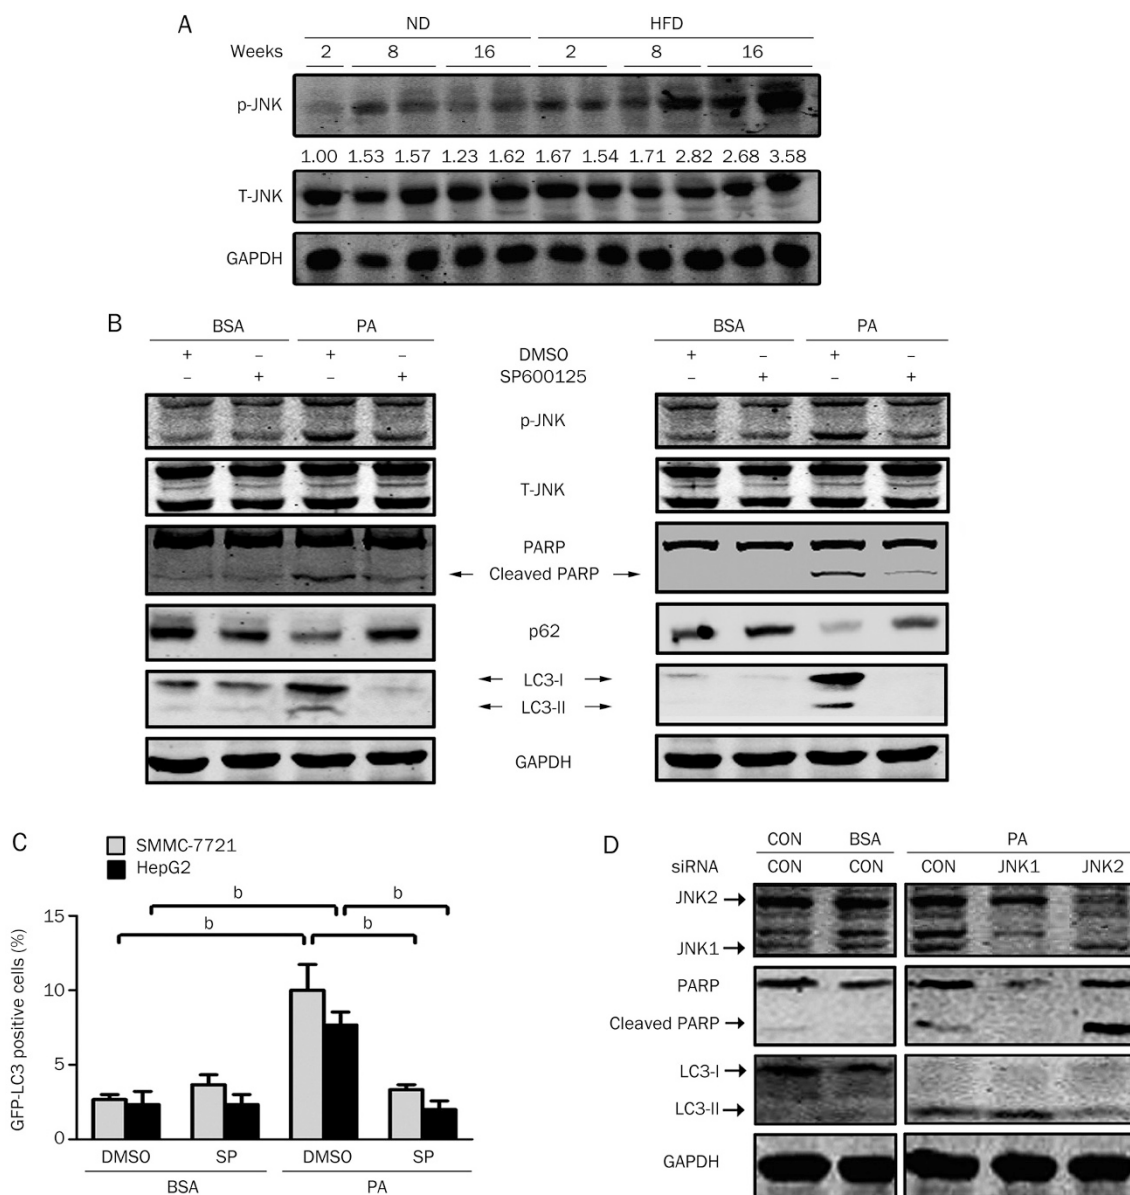 A
ND HFD
Weeks 2 8 16 2 8 16
p-JNK
1.00 1.53 1.57 1.23 1.62 1.67 1.54 1.71 2.82 2.68 3.58
T-JNK
GAPDH
B
BSA PA BSA PA
+ – + – DMSO + – + –
– + – + SP600125 – + – +
p-JNK
T-JNK
PARP
Cleaved PARP
p62
LC3-I
LC3-II
GAPDH
C
SMMC-7721
HepG2
GFP-LC3 positive cells (%)
15
10
5
0
b
b
b
b
DMSO SP DMSO SP
BSA PA
D
CON BSA PA
siRNA CON CON CON JNK1 JNK2
JNK2
JNK1
PARP
Cleaved PARP
LC3-I
LC3-II
GAPDH